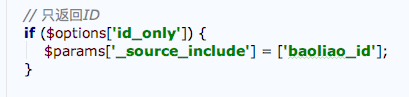 // 只返回ID
if ($options['id_only']) {
$params['_source_include'] = ['baoliao_id'];
}